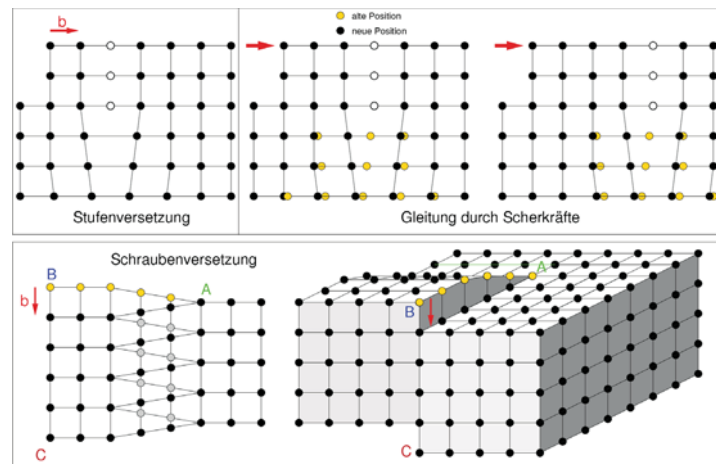 b
alte Position
neue Position
Stufenversetzung
Gleitung durch Scherkräfte
Schraubenversetzung
B
b
A
C
A
B
C